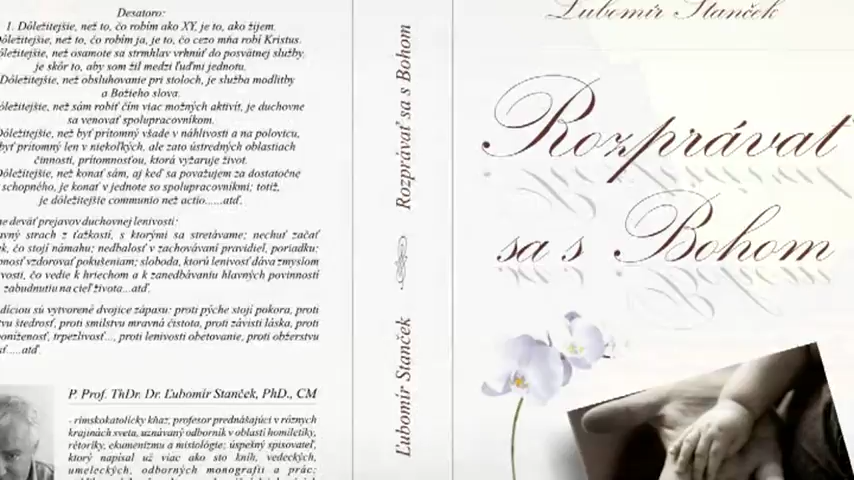 Desatoro:
1. Dôležitejšie, než to, čo robím ako XY, je to, ako žijem.
než to, čo robím ja, je to, čo cezo mňa robí Kristus.
než osamote sa strmhlav vrhnúť do posvätnej služby,
je skôr to, aby som žil medzi ľuďmi jednotu.
Dôležitejšie, než obsluhovanie pri stoloch, je služba modlitby
a Božieho slova.
než sám robiť čím viac možných aktivít, je duchovne
sa venovať spolupracovníkom.
Dôležitejšie, než byť prítomný všade v náhlivosti a na polovicu,
byť prítomný len v niekoľkých, ale zato ústredných oblastiach
činnosti, prítomnosťou, ktorá vyžaruje život.
Dôležitejšie, než konať sám, aj keď sa považujem za dostatočne
schopného, je konať v jednote so spolupracovníkmi; totiž,
je dôležitejšie communio než actio......atď.
deväť prejavov duchovnej lenivosti:
strach z ťažkostí, s ktorými sa stretávame; nechuť začať
čo stojí námahu; nedbalosť v zachovávaní pravidiel, poriadku;
vzdorovať pokušeniam; sloboda, ktorú lenivosť dáva zmyslom
čo vedie k hriechom a k zanedbávaniu hlavných povinností
zabudnutiu na cieľ života...atď.
sú vytvorené dvojice zápasu: proti pýche stojí pokora, proti
štedrosť, proti smilstvu mravná čistota, proti závisti láska, proti
trpezlivosť..., proti lenivosti obetovanie, proti obžerstvu
atď.
P. Prof. ThDr. Dr. Ľubomír Stanček, PhD., CM
- rímskokatolícky kňaz, profesor prednášajúci v rôznych
krajinách sveta, uznávaný odborník v oblasti homiletiky,
rétoriky, ekumenizmu a misiológie; úspešný spisovateľ,
ktorý napísal už viac ako sto kníh, vedeckých,
umeleckých, odborných monografií a prác:
Rozprávať sa s Bohom
Ľubomír Stanček
Ľubomír Stanček
Rozprávať
sa s Bohom